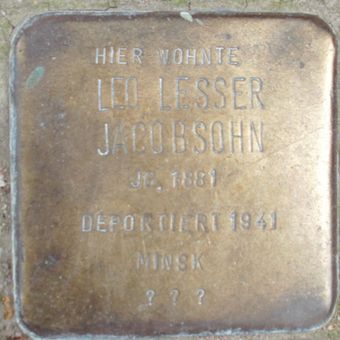 HIER WOHNTE
LEO LESSER
JACOBSOHN
JG. 1881
DEPORTIERT 1941
MINSK
? ? ?